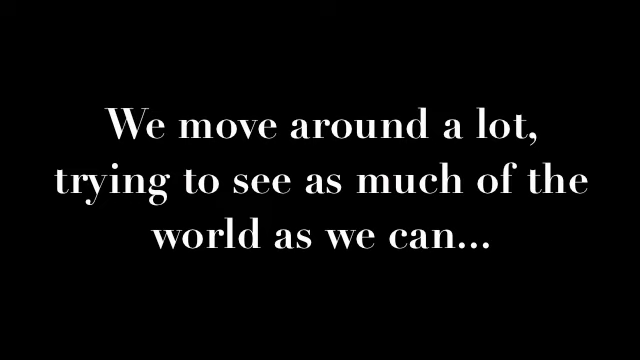 We move around a lot,
trying to see as much of the
world as we can...